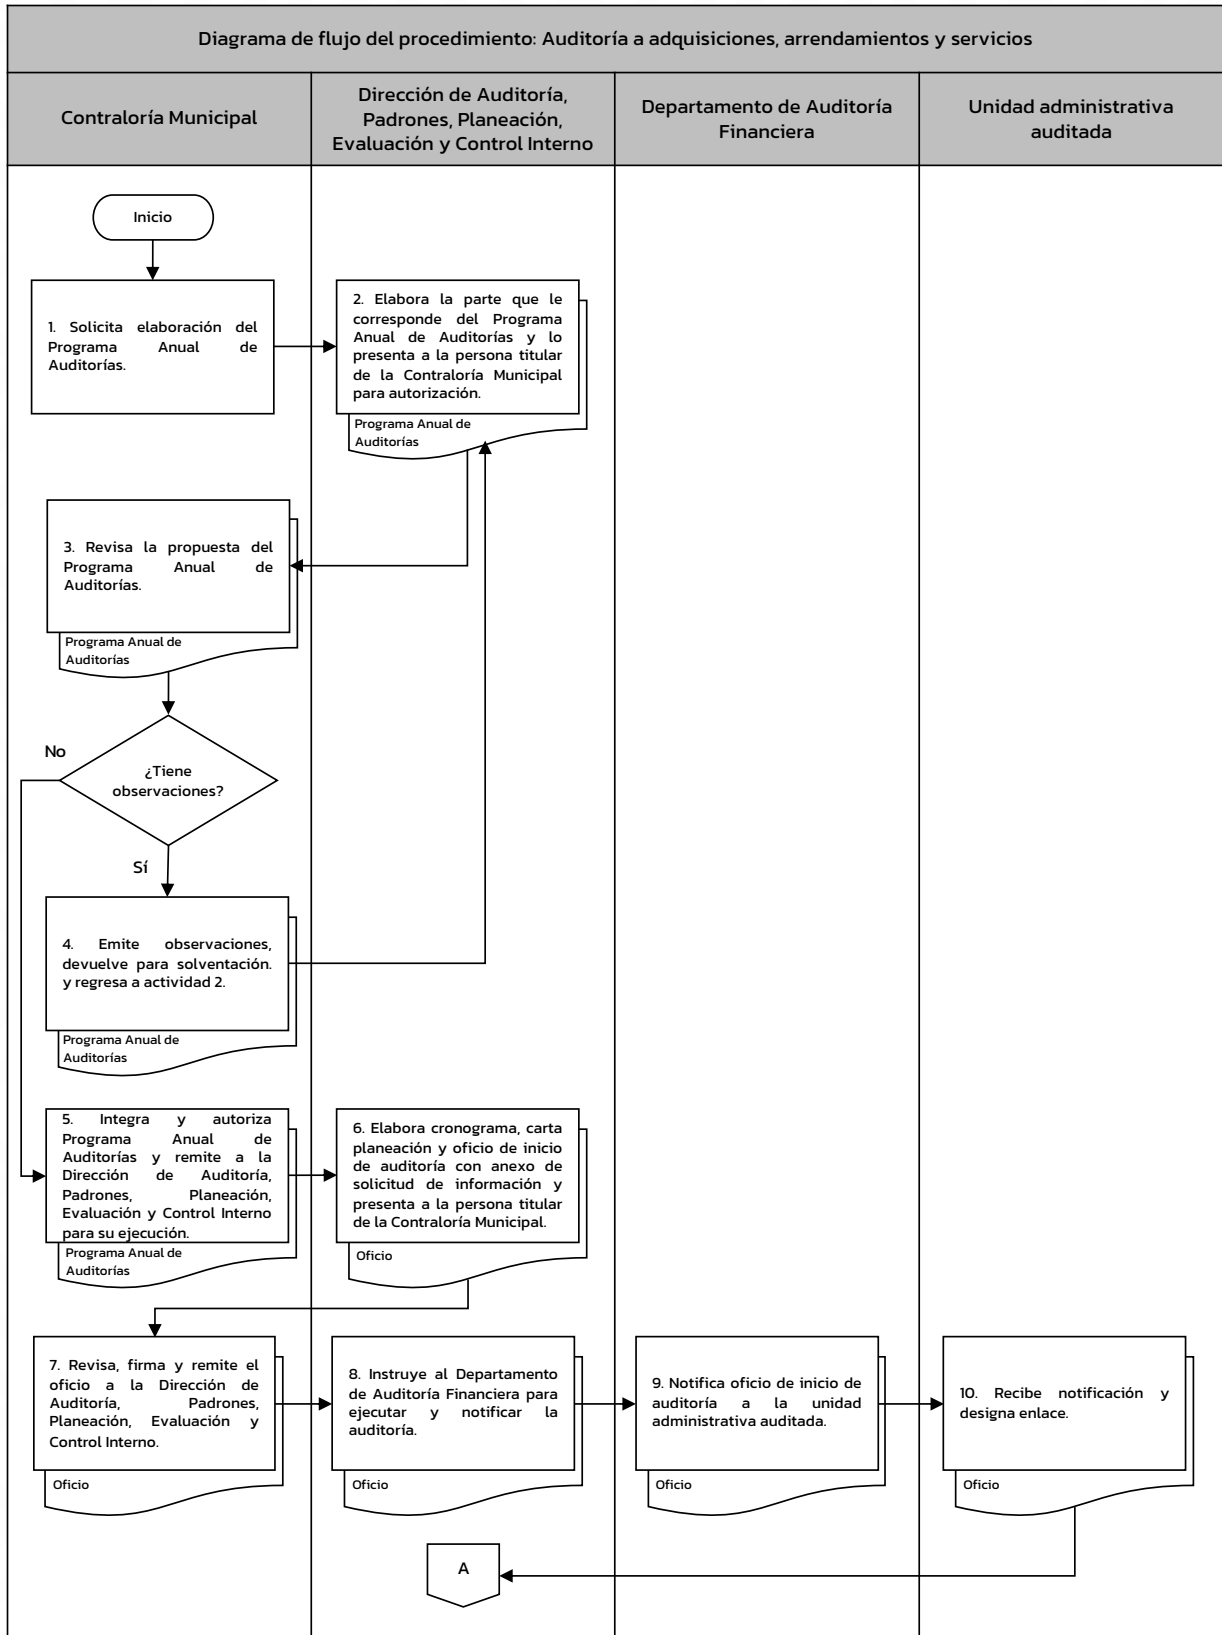 Diagrama de flujo del procedimiento: Auditoría a adquisiciones, arrendamientos y servicios
Contraloría Municipal
Dirección de Auditoría,
Padrones, Planeación,
Evaluación y Control Interno
Departamento de Auditoría
Financiera
Unidad administrativa
auditada
Inicio
1. Solicita elaboración del
Programa Anual de
Auditorías.
2. Elabora la parte que le
corresponde del Programa
Anual de Auditorías y lo
presenta a la persona titular
de la Contraloría Municipal
para autorización.
Programa Anual de
Auditorías
3. Revisa la propuesta del
Programa Anual de
Auditorías.
Programa Anual de
Auditorías
No
¿Tiene
observaciones?
Sí
4. Emite observaciones,
devuelve para solventación.
y regresa a actividad 2.
Programa Anual de
Auditorías
5. Integra y autoriza
Programa Anual de
Auditorías y remite a la
Dirección de Auditoría,
Padrones, Planeación,
Evaluación y Control Interno
para su ejecución.
Programa Anual de
Auditorías
6. Elabora cronograma, carta
planeación y oficio de inicio
de auditoría con anexo de
solicitud de información y
presenta a la persona titular
de la Contraloría Municipal.
Oficio
7. Revisa, firma y remite el
oficio a la Dirección de
Auditoría, Padrones,
Planeación, Evaluación y
Control Interno.
Oficio
8. Instruye al Departamento
de Auditoría Financiera para
ejecutar y notificar la
auditoría.
Oficio
9. Notifica oficio de inicio de
auditoría a la unidad
administrativa auditada.
Oficio
10. Recibe notificación y
designa enlace.
Oficio
A